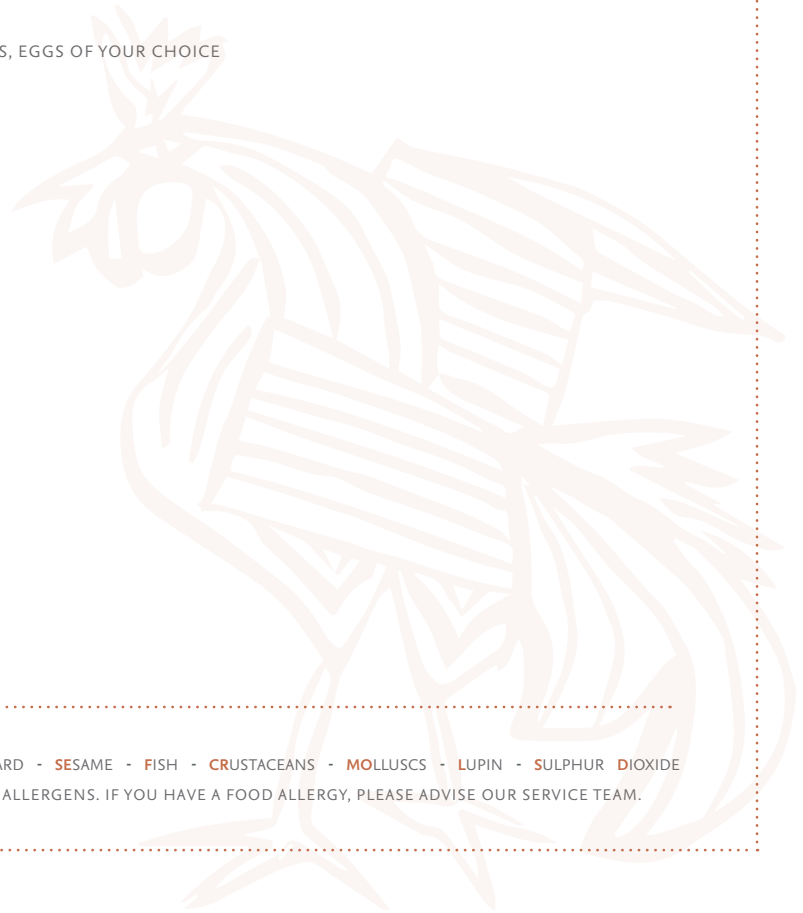 S, EGGS OF YOUR CHOICE
ARD - SESAME - FISH - CRUSTACEANS - MOLLUSCS - LUPIN - SULPHUR DIOXIDE
ALLERGENS. IF YOU HAVE A FOOD ALLERGY, PLEASE ADVISE OUR SERVICE TEAM.